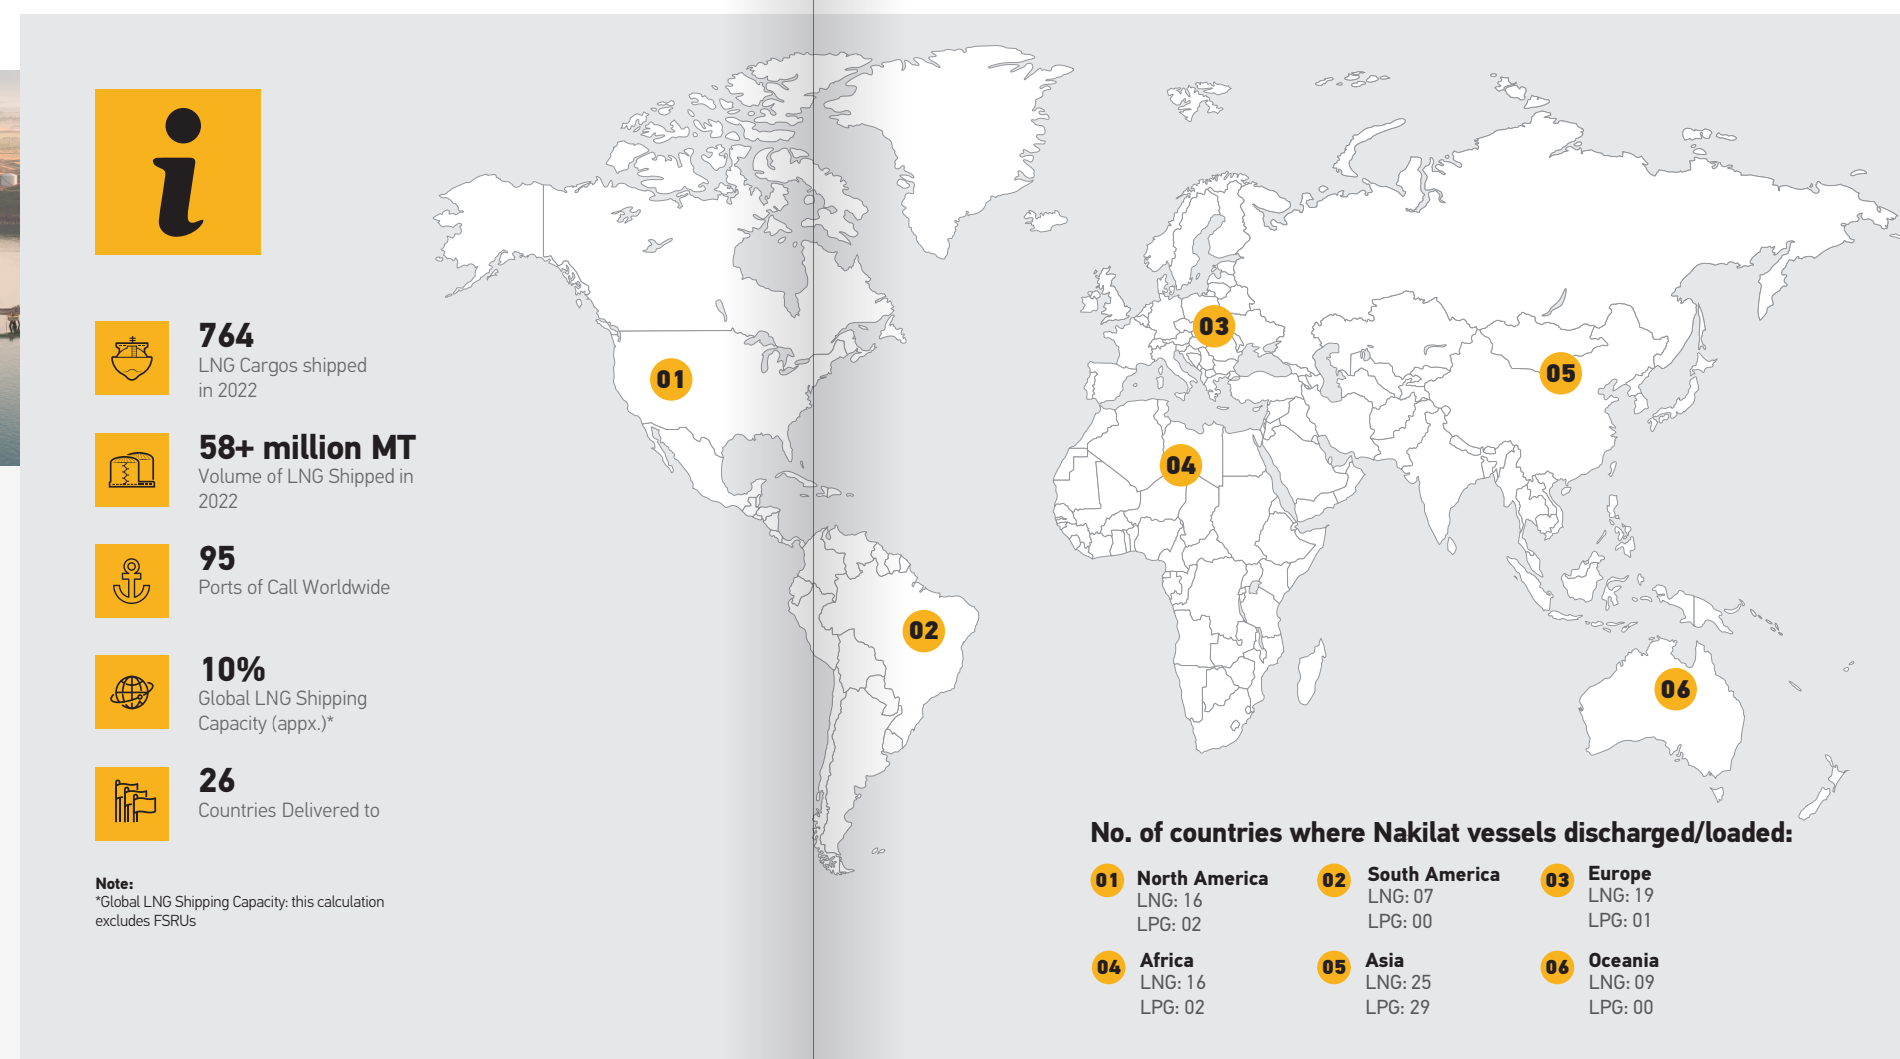 764
LNG Cargos shipped
in 2022
58+ million MT
Volume of LNG Shipped in
2022
95
Ports of Call Worldwide
10%
Global LNG Shipping
Capacity (appx.)*
26
Countries Delivered to
Note:
*Global LNG Shipping Capacity: this calculation
excludes FSRUs
01
02
03
04
05
06
No. of countries where Nakilat vessels discharged/loaded:
01 North America
LNG: 16
LPG: 02
02 South America
LNG: 07
LPG: 00
03 Europe
LNG: 19
LPG: 01
04 Africa
LNG: 16
LPG: 02
05 Asia
LNG: 25
LPG: 29
06 Oceania
LNG: 09
LPG: 00